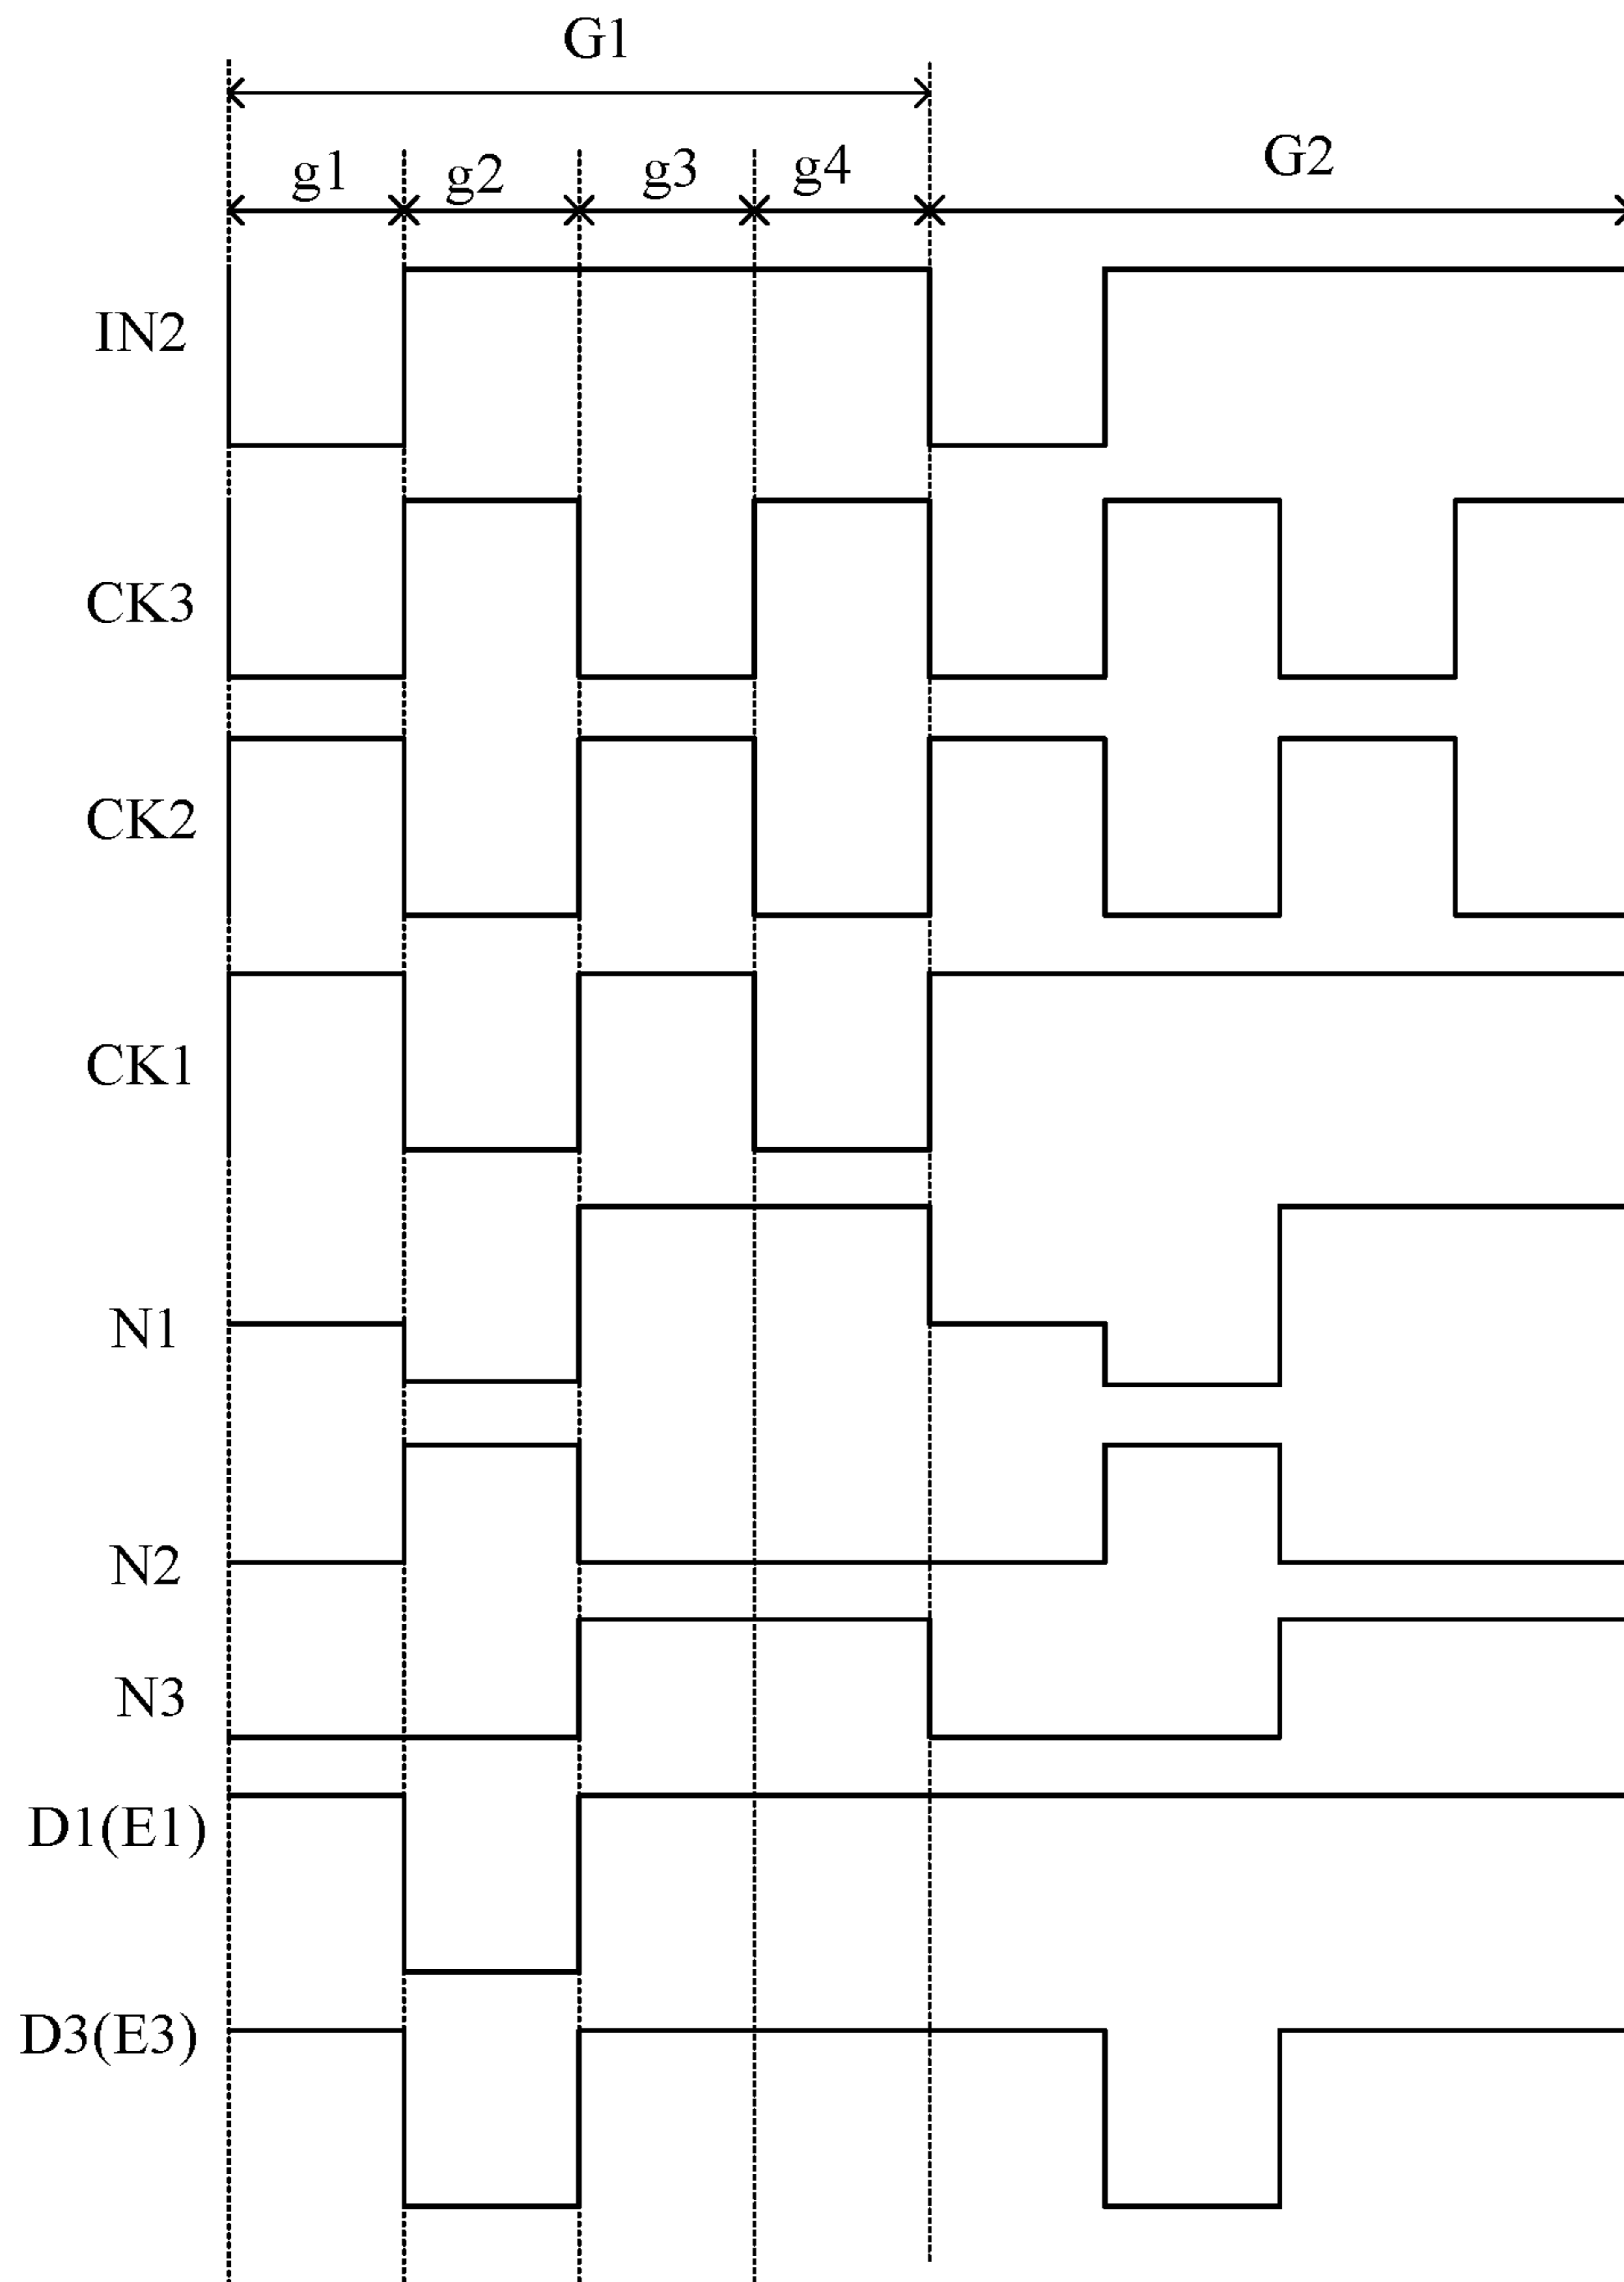 G1
g1 g2 g3 g4 G2
IN2
CK3
CK2
CK1
N1
N2
N3
D1(E1)
D3(E3)